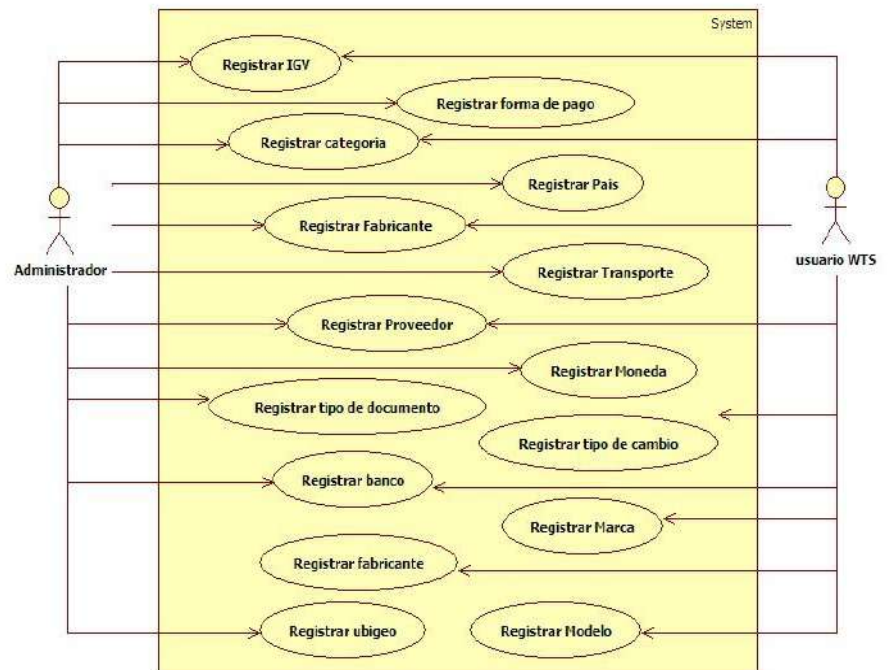 System
Registrar IGV
Registrar forma de pago
Registrar categoria
Registrar Pais
Registrar Fabricante
Administrador
usuario WTS
Registrar Transporte
Registrar Proveedor
Registrar Moneda
Registrar tipo de documento
Registrar tipo de cambio
Registrar banco
Registrar Marca
Registrar fabricante
Registrar ubigeo
Registrar Modelo